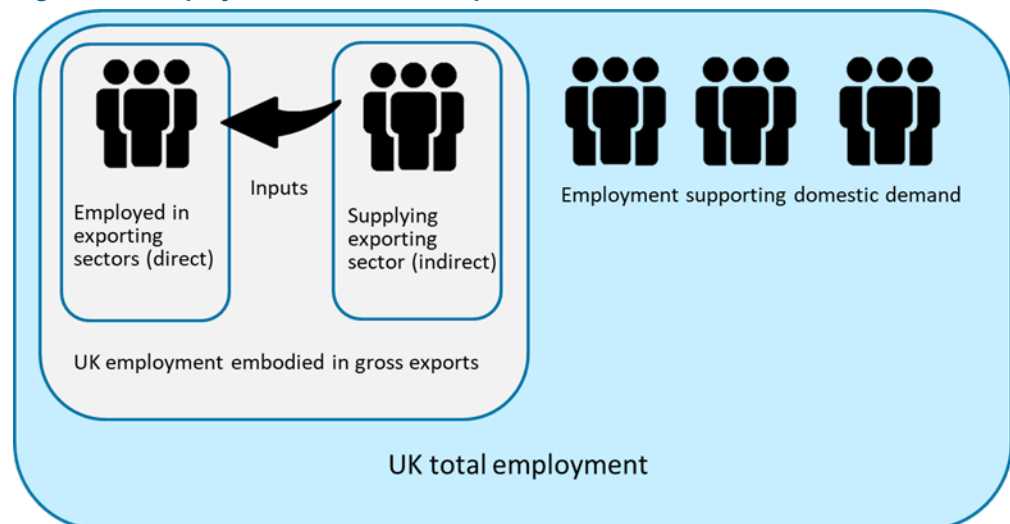 Inputs
Employed in
exporting
sectors (direct)
Supplying
exporting
sector (indirect)
Employment supporting domestic demand
UK employment embodied in gross exports
UK total employment